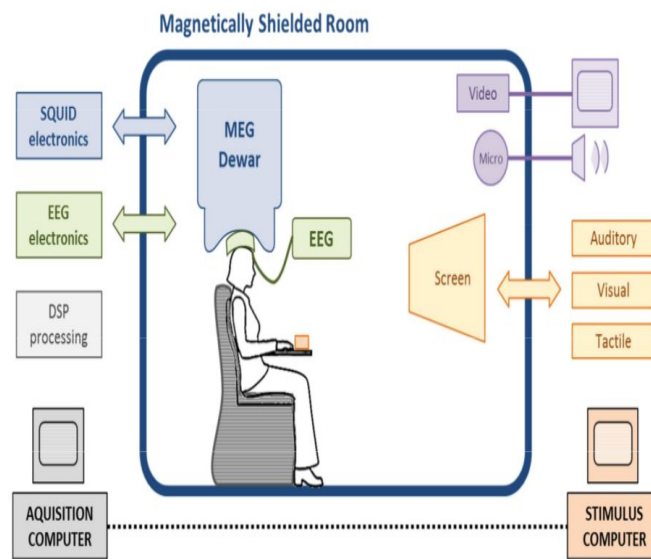 Magnetically Shielded Room
SQUID
electronics
MEG
Dewar
Video
Micro
EEG
electronics
EEG
Screen
Auditory
Visual
Tactile
DSP
processing
AQUISITION
COMPUTER
STIMULUS
COMPUTER